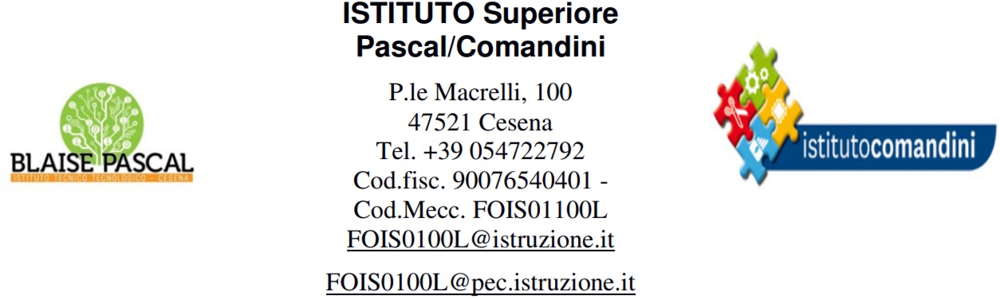 ISTITUTO Superiore
Pascal/Comandini
P.le Macrelli, 100
47521 Cesena
Tel. +39 054722792
Cod.fisc. 90076540401 -
Cod.Mecc. FOIS01100L
FOIS0100L@istruzione.it
FOIS0100L@pec.istruzione.it
BLAISE PASCAL
ISTITUTO TECNICO TECNOLOGICO - CESENA
istitutocomandini